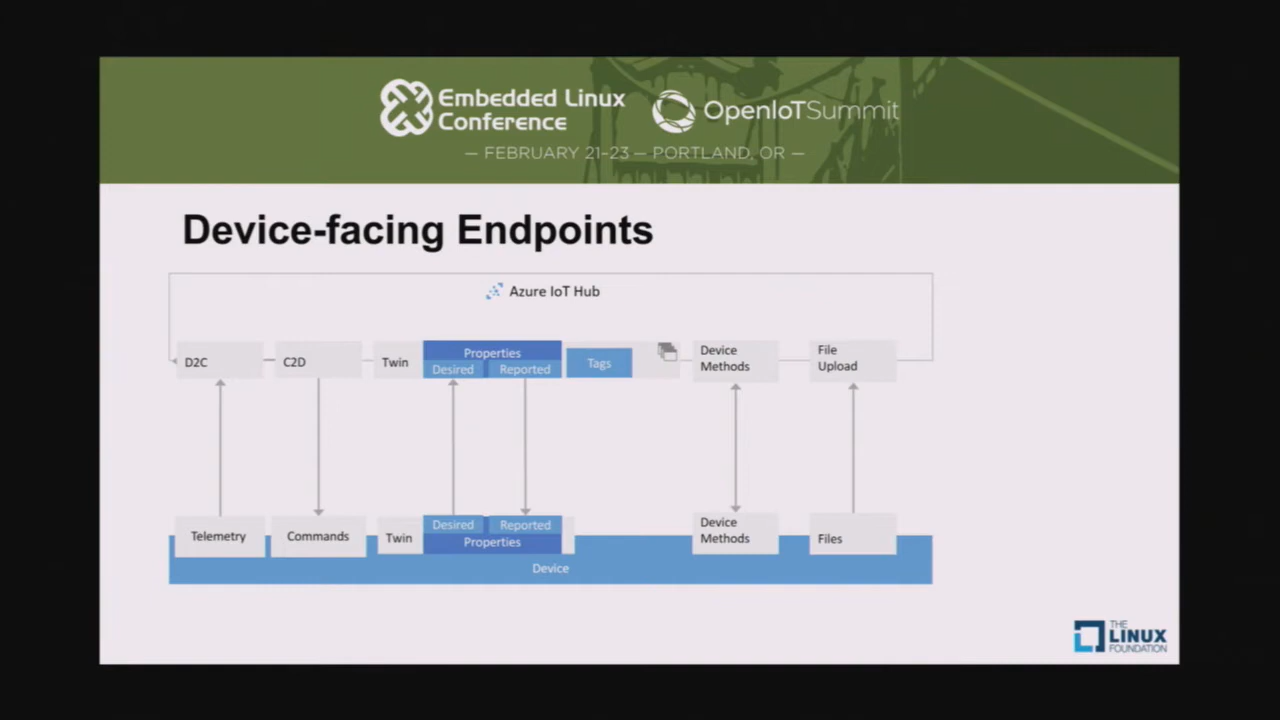 Embedded Linux
Conference
OpenIoTSummit
— FEBRUARY 21-23 — PORTLAND, OR —
Device-facing Endpoints
Azure IoT Hub
D2C
C2D
Twin
Properties
Desired
Reported
Tags
Device
Methods
File
Upload
Telemetry
Commands
Twin
Desired
Reported
Properties
Device
Methods
Files
Device
THE
LINUX
FOUNDATION